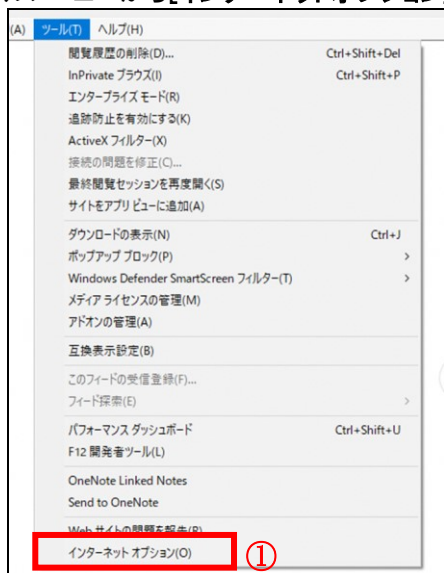 (A) ツール(T) ヘルプ(H)
閲覧履歴の削除(D)... Ctrl+Shift+Del
InPrivate ブラウズ(I) Ctrl+Shift+P
エンタープライズ モード(R)
追跡防止を有効にする(K)
ActiveX フィルター(X)
接続の問題を修正(C)...
最終閲覧セッションを再度開く(S)
サイトをアプリ ビューに追加(A)
ダウンロードの表示(N) Ctrl+J
ポップアップ ブロック(P) >
Windows Defender SmartScreen フィルター(T) >
メディア ライセンスの管理(M)
アドオンの管理(A)
互換表示設定(B)
このフィードの受信登録(F)...
フィード探索(E) >
パフォーマンス ダッシュボード Ctrl+Shift+U
F12 開発者ツール(L)
OneNote Linked Notes
Send to OneNote
Web サイトの問題を報告(R)
インターネット オプション(O) ①